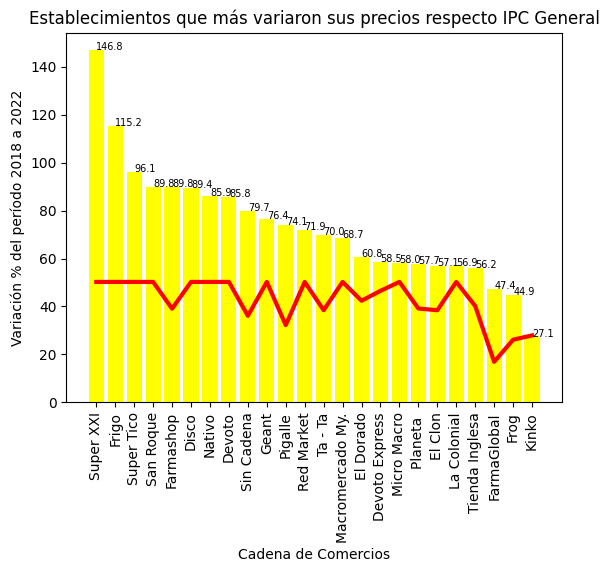 Establecimientos que más variaron sus precios respecto IPC General
Variación % del período 2018 a 2022
140
120
100
80
60
40
20
0
146.8
115.2
96.1
89.8
89.8
89.4
85.9
85.8
79.7
76.4
74.1
71.9
70.0
68.7
60.8
58.5
58.0
57.7
57.1
56.9
56.2
47.4
44.9
27.1
Super XXI
Frigo
Super Tico
San Roque
Farmashop
Disco
Nativo
Devoto
Sin Cadena
Geant
Pigalle
Red Market
Ta - Ta
Macromercado My.
El Dorado
Devoto Express
Micro Macro
Planeta
El Clon
La Colonial
Tienda Inglesa
FarmaGlobal
Frog
Kinko
Cadena de Comercios